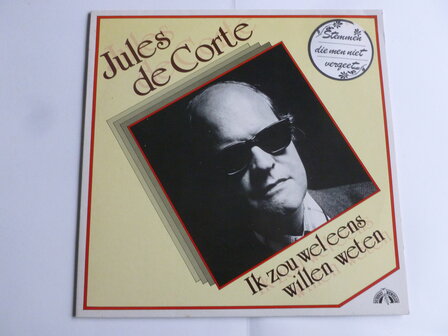 Jules
de Corte
Stemmen
die men niet
vergeet...
Ik zou wel eens
willen weten